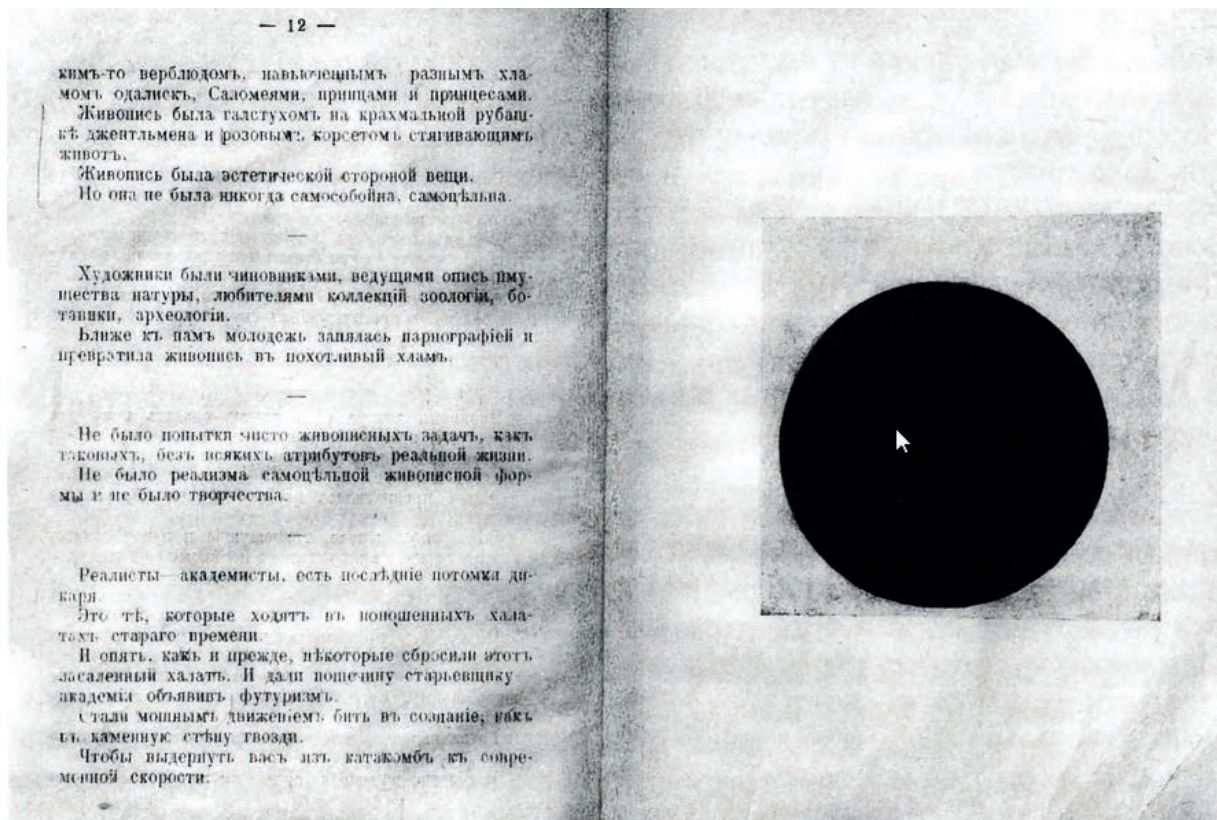 — 12 —
кимъ-то верблюдомъ, навьюченнымъ разнымъ хла-
момъ одалискъ, Саломеями, принцами и принцесами.
Живопись была галстухомъ на крахмальной рубаш-
кѣ джентльмена и розовымъ корсетомъ стягивающимъ
животъ.
Живопись была эстетической стороной вещи.
Но она не была никогда самособойна, самоцѣльна.
—
Художники были чиновниками, ведущими опись иму-
щества натуры, любителями коллекцій зоологіи, бо-
таники, археологіи.
Ближе къ намъ молодежь занялась парнографіей и
превратила живопись въ похотливый хламъ.
—
Не было попытки чисто живописныхъ задачъ, какъ
таковыхъ, безъ всякихъ атрибутовъ реальной жизни.
Не было реализма самоцѣльной живописной фор-
мы и не было творчества.
—
Реалисты—академисты, есть послѣдніе потомки ди-
каря.
Это тѣ, которые ходятъ въ поношенныхъ хала-
тахъ стараго времени.
И опять, какъ и прежде, нѣкоторые сбросили этотъ
засаленный халатъ. И дали пощечину старьевщику
академіи объявивъ футуризмъ.
Стали мощнымъ движеніемъ бить въ сознаніе, какъ
въ каменную стѣну гвозди.
Чтобы выдернуть васъ изъ катакомбъ къ совре-
менной скорости.